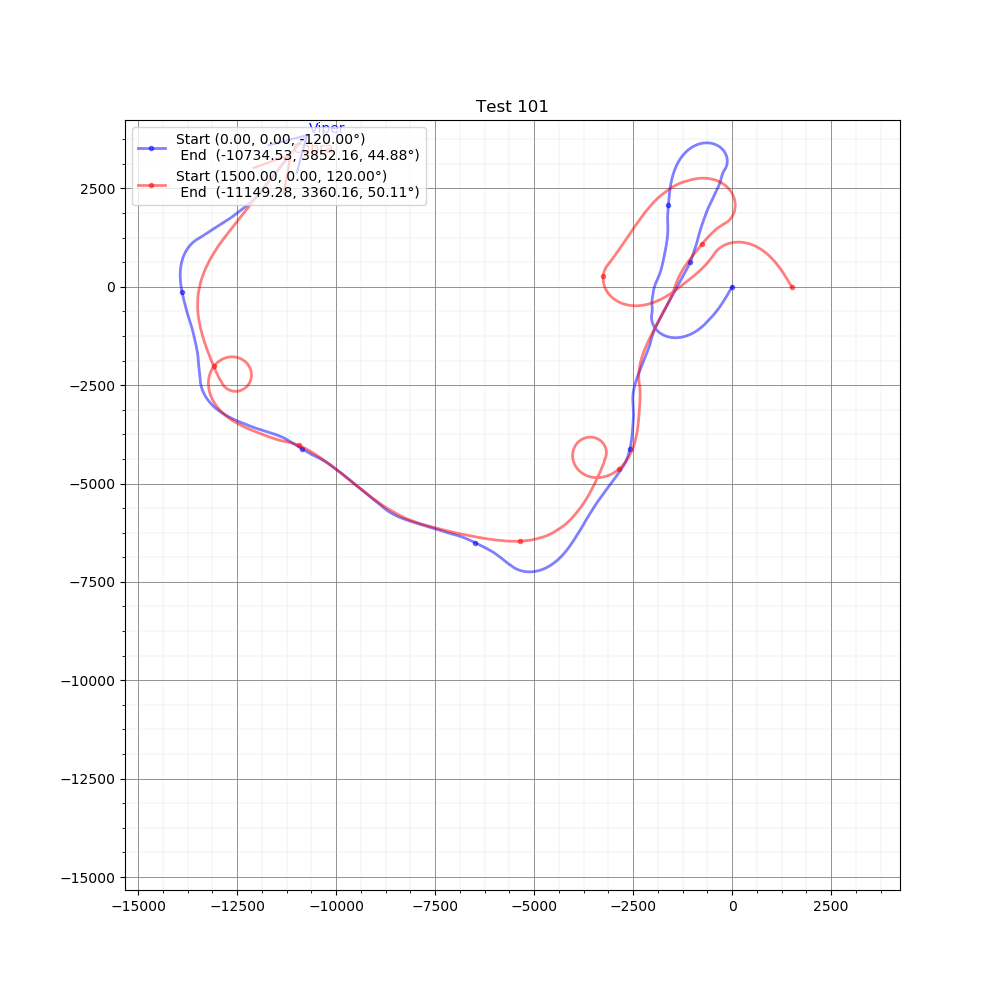 Test 101
Viper
Start (0.00, 0.00, -120.00°)
End  (-10734.53, 3852.16, 44.88°)
Start (1500.00, 0.00, 120.00°)
End  (-11149.28, 3360.16, 50.11°)
2500
0
−2500
−5000
−7500
−10000
−12500
−15000
−15000 −12500 −10000 −7500 −5000 −2500 0 2500